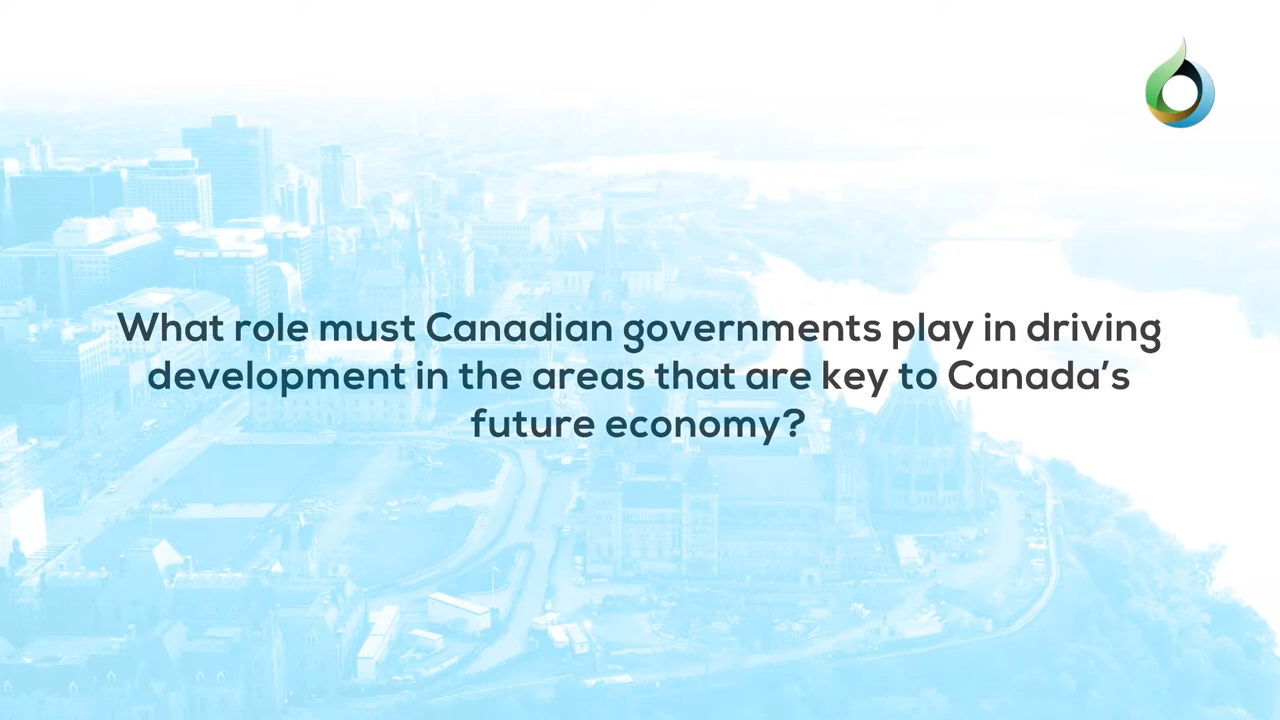 What role must Canadian governments play in driving
development in the areas that are key to Canada’s
future economy?